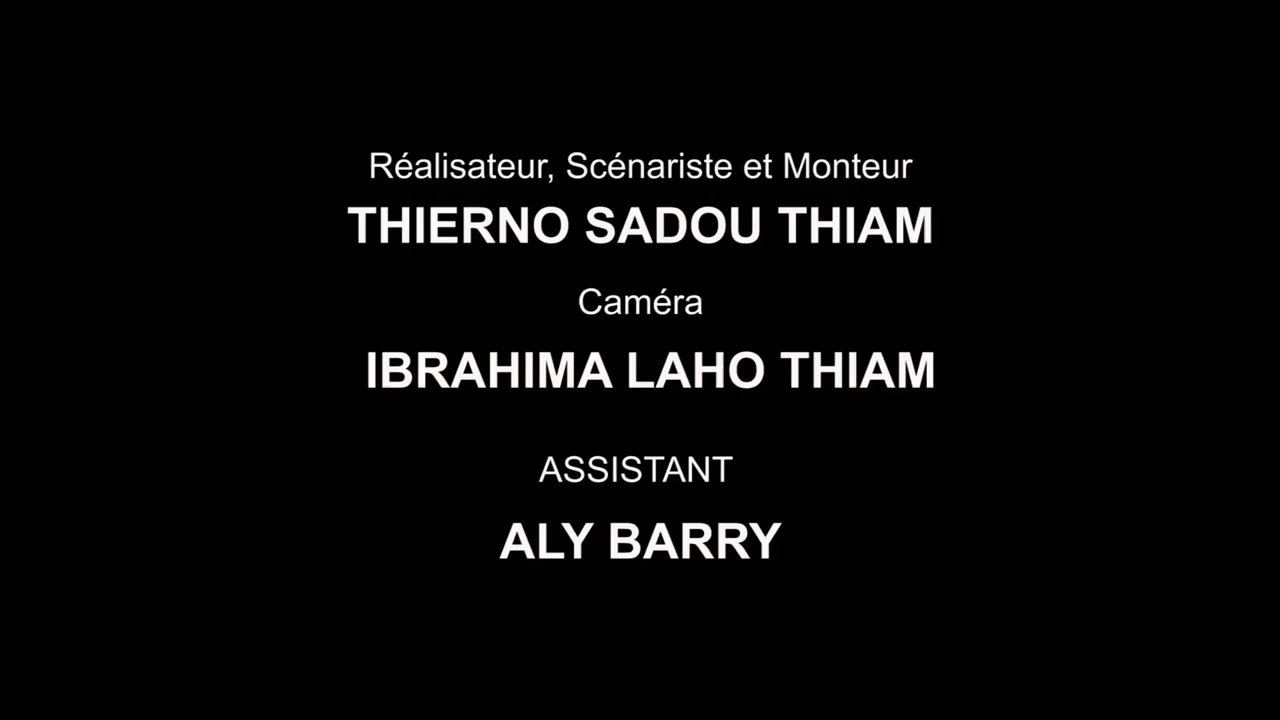 Réalisateur, Scénariste et Monteur
THIERNO SADOU THIAM
Caméra
IBRAHIMA LAHO THIAM
ASSISTANT
ALY BARRY